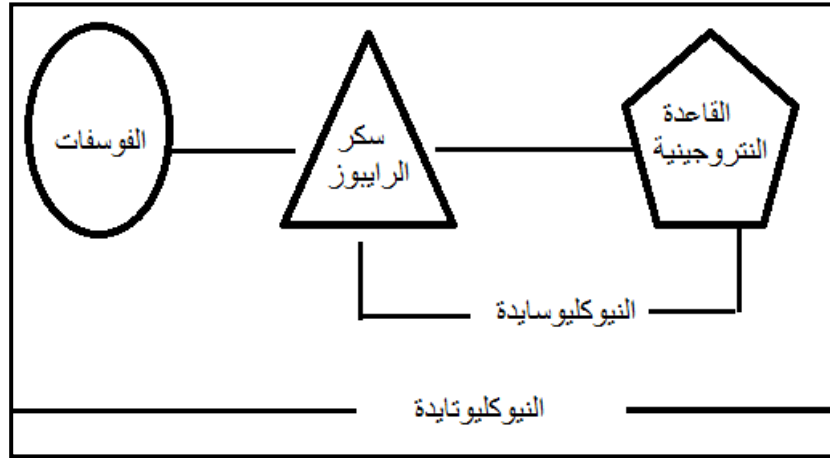 القاعدة
النتروجينية
سكر
الرايبوز
الفوسفات
النيوكليوسايدة
النيوكليوتايدة